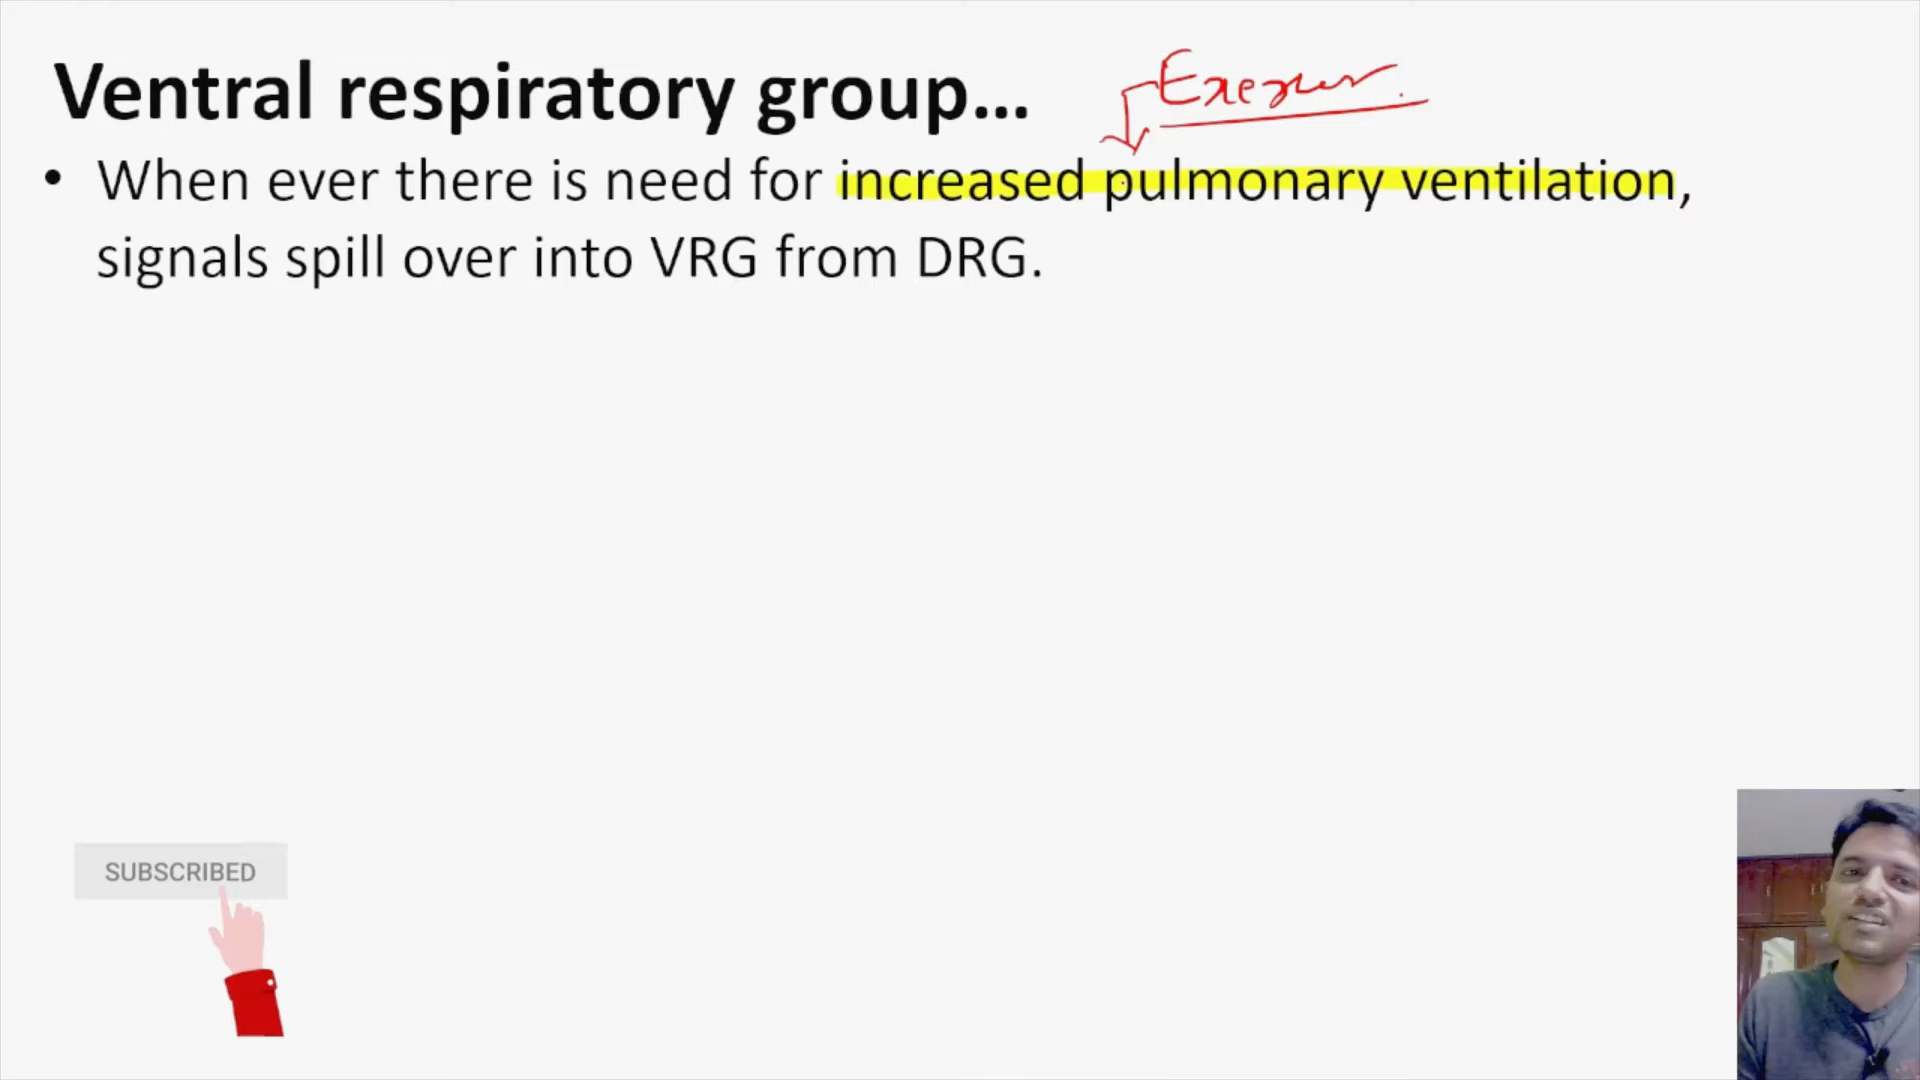 Ventral respiratory group...
• When ever there is need for increased pulmonary ventilation,
signals spill over into VRG from DRG.
SUBSCRIBED